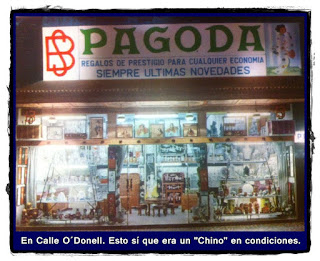 BS PAGODA
REGALOS DE PRESTIGIO PARA CUALQUIER ECONOMIA
SIEMPRE ULTIMAS NOVEDADES
En Calle O´Donell. Esto sí que era un "Chino" en condiciones.